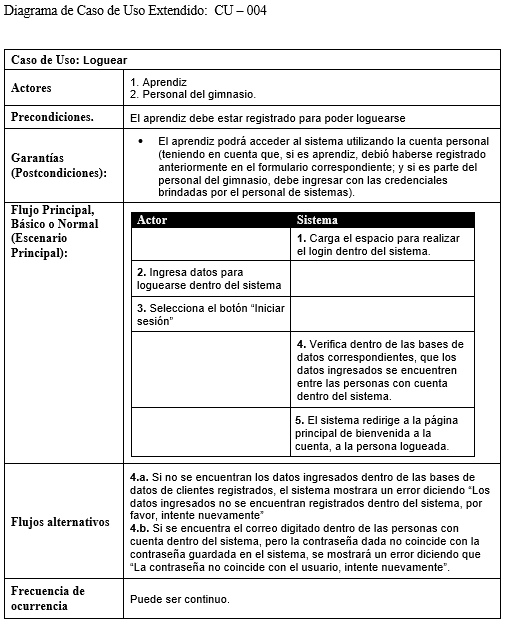 Diagrama de Caso de Uso Extendido:  CU – 004
Caso de Uso: Loguear
Actores
1. Aprendiz
2. Personal del gimnasio.
Precondiciones.
El aprendiz debe estar registrado para poder loguearse
Garantías
(Postcondiciones):
• El aprendiz podrá acceder al sistema utilizando la cuenta personal
(teniendo en cuenta que, si es aprendiz, debió haberse registrado
anteriormente en el formulario correspondiente; y si es parte del
personal del gimnasio, debe ingresar con las credenciales
brindadas por el personal de sistemas).
Flujo Principal,
Básico o Normal
(Escenario
Principal):
Actor
Sistema
1. Carga el espacio para realizar
el login dentro del sistema.
2. Ingresa datos para
loguearse dentro del sistema
3. Selecciona el botón “Iniciar
sesión”
4. Verifica dentro de las bases de
datos correspondientes, que los
datos ingresados se encuentren
entre las personas con cuenta
dentro del sistema.
5. El sistema redirige a la página
principal de bienvenida a la
cuenta, a la persona logueada.
Flujos alternativos
4.a. Si no se encuentran los datos ingresados dentro de las bases de
datos de clientes registrados, el sistema mostrara un error diciendo “Los
datos ingresados no se encuentran registrados dentro del sistema, por
favor, intente nuevamente”
4.b. Si se encuentra el correo digitado dentro de las personas con
cuenta dentro del sistema, pero la contraseña dada no coincide con la
contraseña guardada en el sistema, se mostrará un error diciendo que
“La contraseña no coincide con el usuario, intente nuevamente”.
Frecuencia de
ocurrencia
Puede ser continuo.